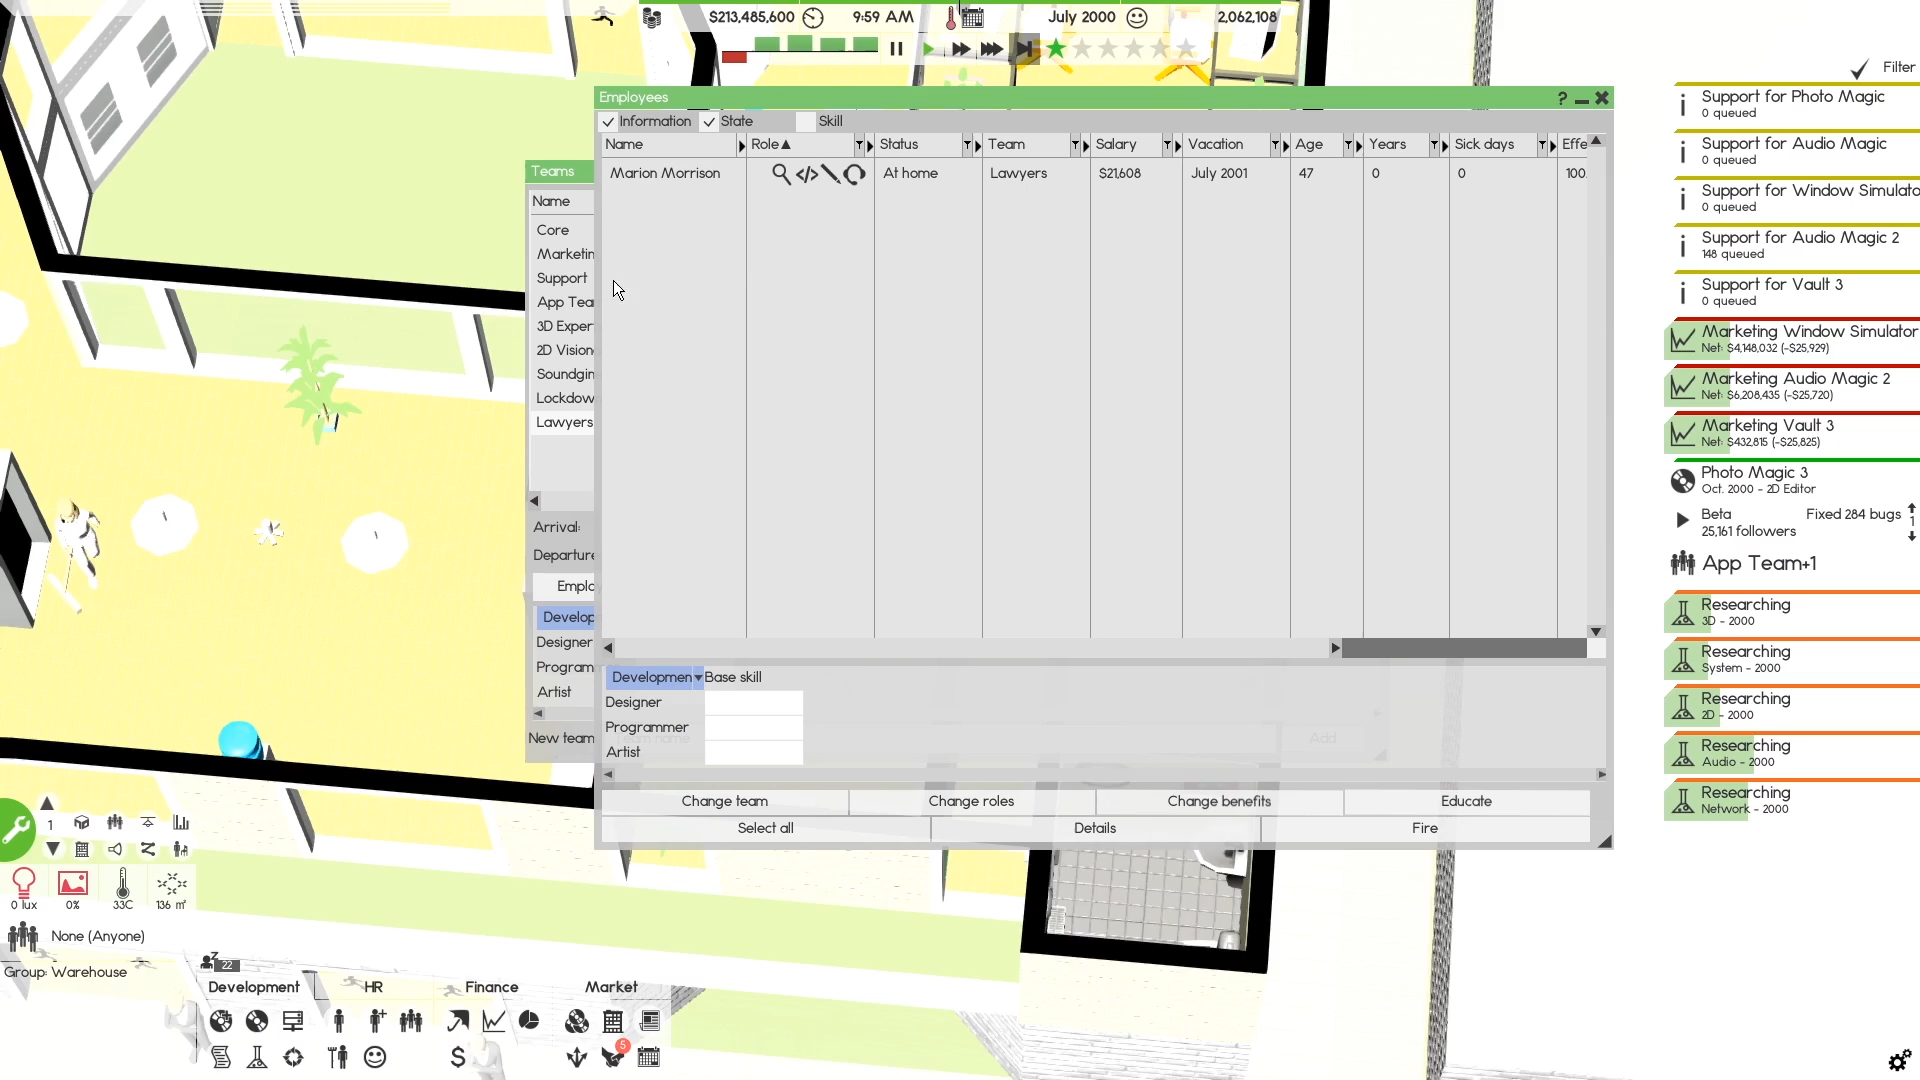 $213,485,600 9:59 AM July 2000 2,062,108
Filter
Employees ?
Information State Skill
Name Role Status Team Salary Vacation Age Years Sick days Effe
Marion Morrison At home Lawyers $21,608 July 2001 47 0 0 100.
Teams
Name
Core
Marketin
Support
App Tea
3D Exper
2D Vision
Soundgin
Lockdow
Lawyers
Arrival:
Departure
Emplo
Develop
Designer
Program
Artist
New team Team name Add
Developmen Base skill
Designer
Programmer
Artist
Change team Change roles Change benefits Educate
Select all Details Fire
Support for Photo Magic
0 queued
Support for Audio Magic
0 queued
Support for Window Simulato
0 queued
Support for Audio Magic 2
148 queued
Support for Vault 3
0 queued
Marketing Window Simulator
Net: $4,148,032 (-$25,929)
Marketing Audio Magic 2
Net: $6,208,435 (-$25,720)
Marketing Vault 3
Net: $432,815 (-$25,825)
Photo Magic 3
Oct. 2000 - 2D Editor
Beta Fixed 284 bugs 1
25,161 followers
App Team+1
Researching
3D - 2000
Researching
System - 2000
Researching
2D - 2000
Researching
Audio - 2000
Researching
Network - 2000
1
0 lux 0% 33C 136 m²
None (Anyone)
Group: Warehouse
Z 22
Development HR Finance Market
$ 5